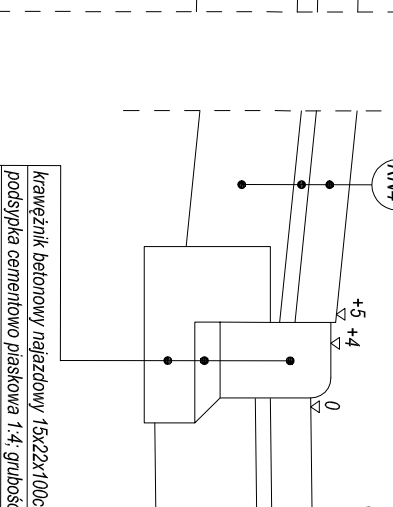 +5
+4
0
krawężnik betonowy najazdowy 15x22x100c
podsypka cementowo piaskowa 1:4; grubość